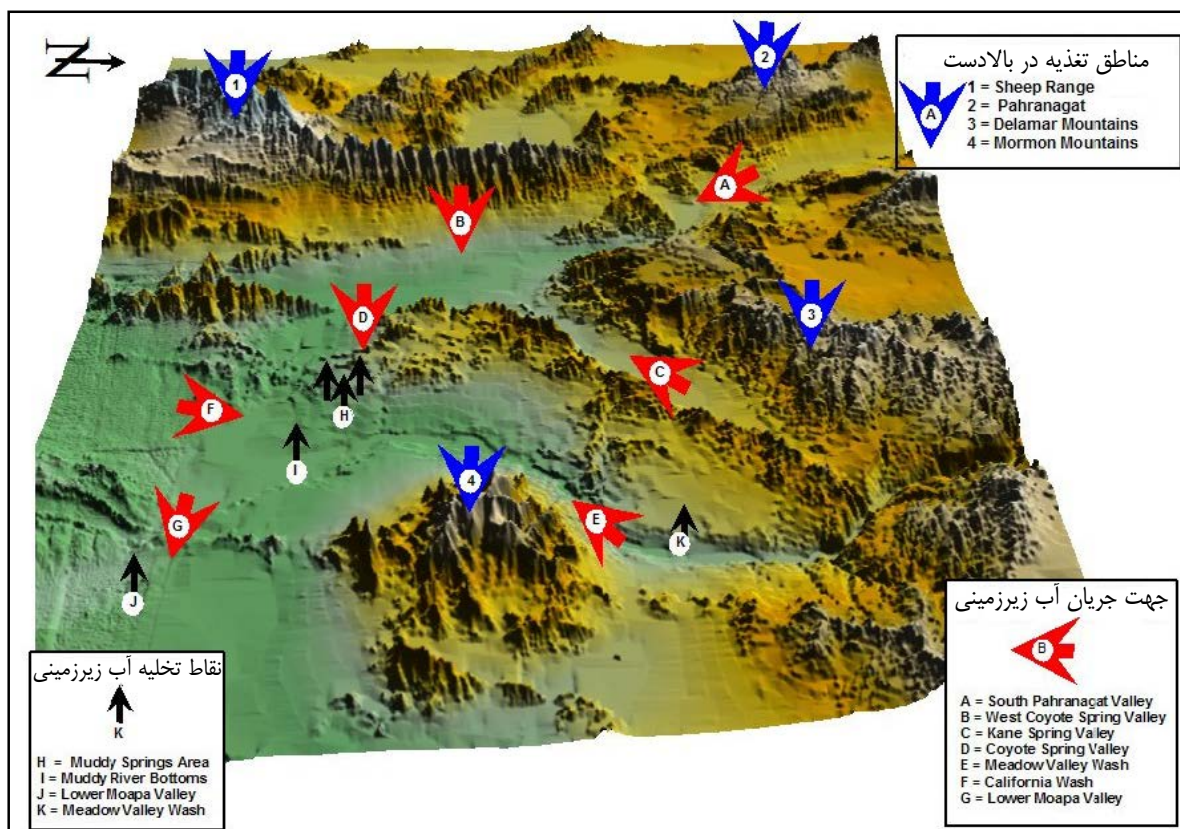 N
1
2
A
B
D
3
C
F
H
I
4
G
E
K
J
مناطق تغذیه در بالادست
A
1 = Sheep Range
2 = Pahranagat
3 = Delamar Mountains
4 = Mormon Mountains
نقاط تخلیه آب زیرزمینی
K
H = Muddy Springs Area
I = Muddy River Bottoms
J = Lower Moapa Valley
K = Meadow Valley Wash
جهت جریان آب زیرزمینی
B
A = South Pahranagat Valley
B = West Coyote Spring Valley
C = Kane Spring Valley
D = Coyote Spring Valley
E = Meadow Valley Wash
F = California Wash
G = Lower Moapa Valley